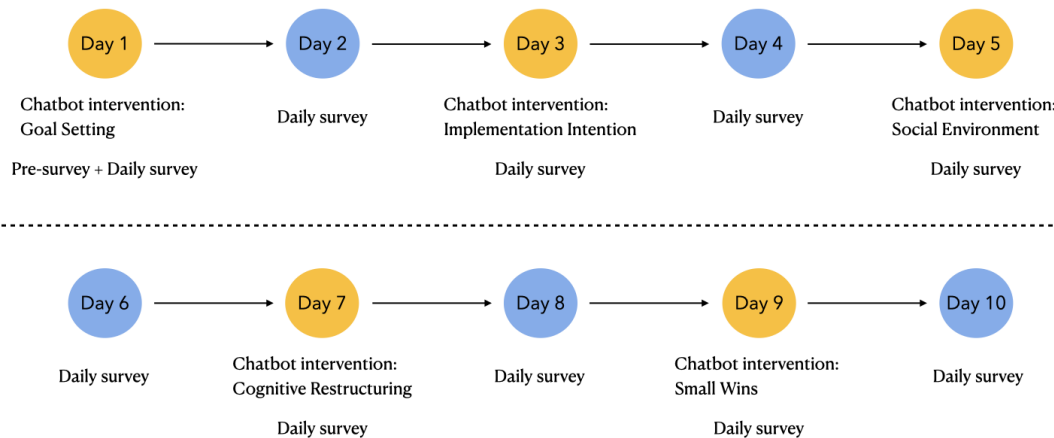 Day 1
Day 2
Day 3
Day 4
Day 5
Chatbot intervention:
Goal Setting
Pre-survey + Daily survey
Daily survey
Chatbot intervention:
Implementation Intention
Daily survey
Daily survey
Chatbot intervention:
Social Environment
Daily survey
Day 6
Day 7
Day 8
Day 9
Day 10
Daily survey
Chatbot intervention:
Cognitive Restructuring
Daily survey
Daily survey
Chatbot intervention:
Small Wins
Daily survey
Daily survey